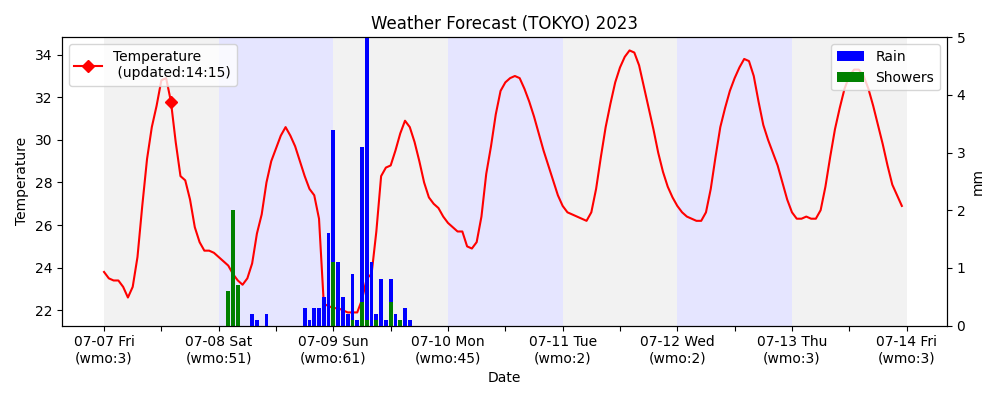 Weather Forecast (TOKYO) 2023
Temperature
(updated:14:15)
Rain
Showers
34
32
30
28
26
24
22
Temperature
5
4
3
2
1
0
mm
07-07 Fri
(wmo:3)
07-08 Sat
(wmo:51)
07-09 Sun
(wmo:61)
07-10 Mon
(wmo:45)
07-11 Tue
(wmo:2)
07-12 Wed
(wmo:2)
07-13 Thu
(wmo:3)
07-14 Fri
(wmo:3)
Date